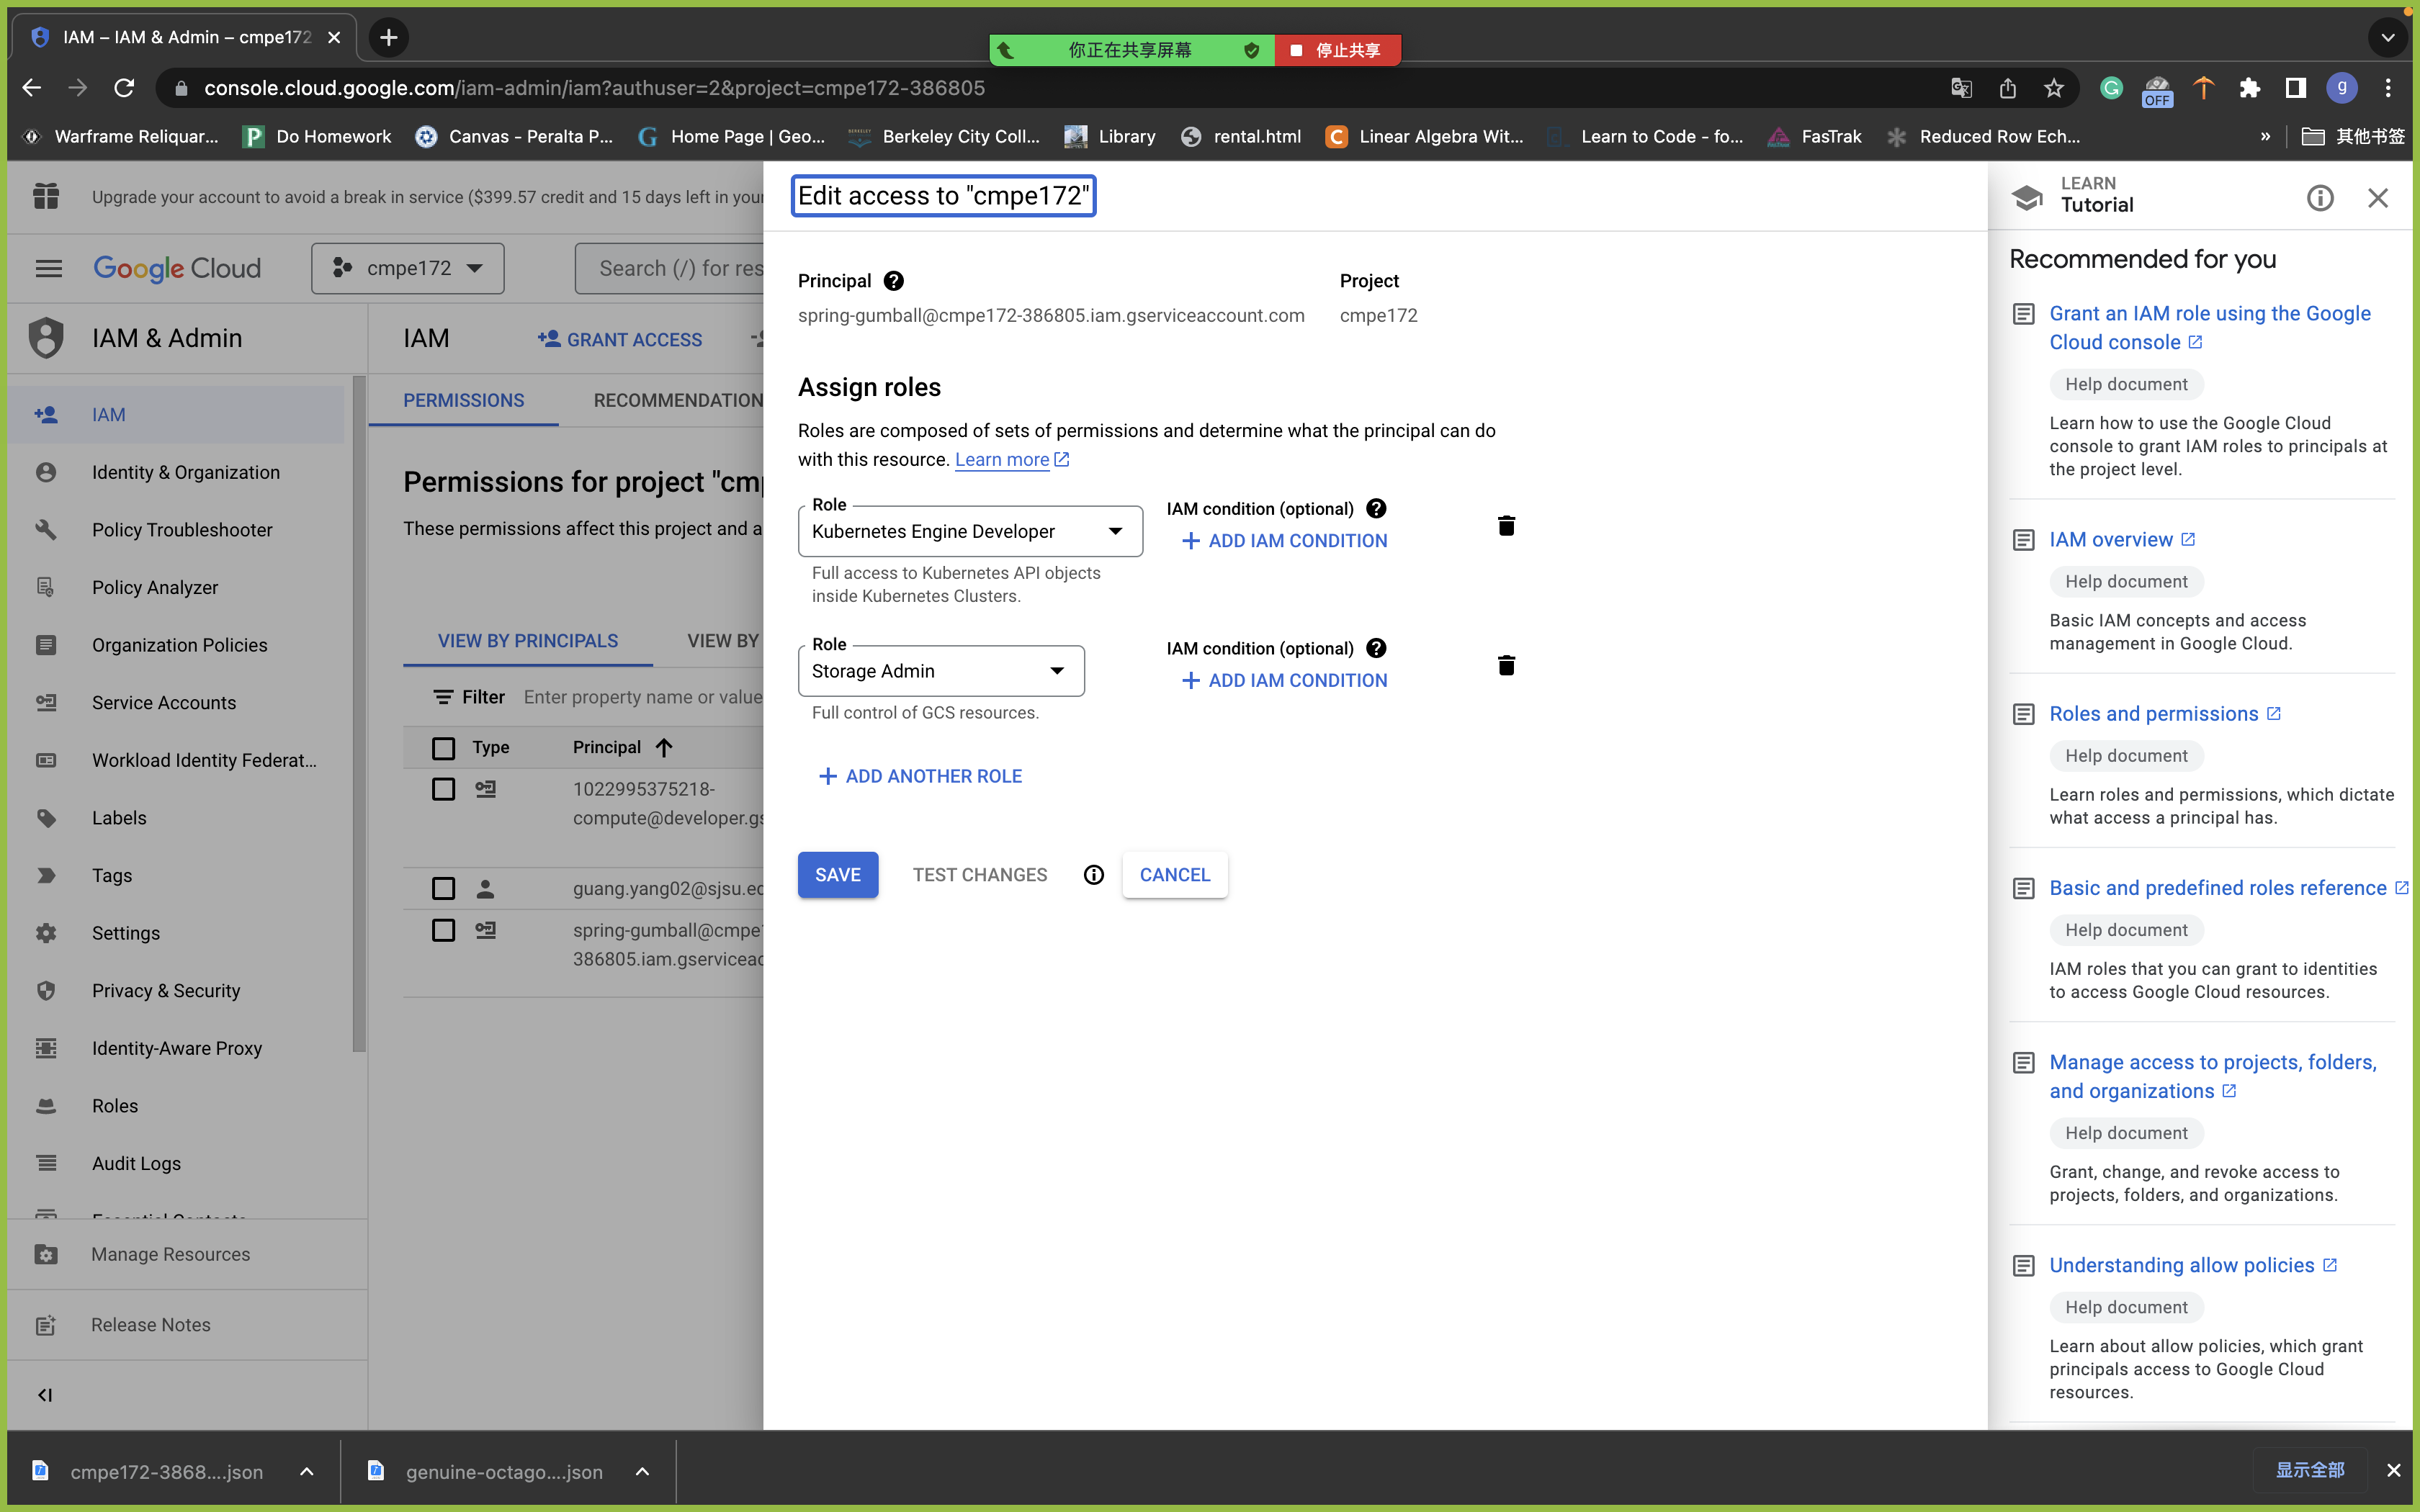 IAM – IAM & Admin – cmpe172
你正在共享屏幕
停止共享
console.cloud.google.com/iam-admin/iam?authuser=2&project=cmpe172-386805
OFF
g
Warframe Reliquar...
Do Homework
Canvas - Peralta P...
Home Page | Geo...
Berkeley City Coll...
Library
rental.html
Linear Algebra Wit...
Learn to Code - fo...
FasTrak
Reduced Row Ech...
»
其他书签
Upgrade your account to avoid a break in service ($399.57 credit and 15 days left in your
Google Cloud
cmpe172
Search (/) for res
IAM & Admin
IAM
Identity & Organization
Policy Troubleshooter
Policy Analyzer
Organization Policies
Service Accounts
Workload Identity Federat...
Labels
Tags
Settings
Privacy & Security
Identity-Aware Proxy
Roles
Audit Logs
Essential Contacts
Manage Resources
Release Notes
IAM
GRANT ACCESS
PERMISSIONS
RECOMMENDATION
Permissions for project "cmp
These permissions affect this project and a
VIEW BY PRINCIPALS
VIEW BY
Filter
Enter property name or value
Type
Principal
1022995375218-
compute@developer.gs
guang.yang02@sjsu.ed
spring-gumball@cmpe1
386805.iam.gserviceac
Edit access to "cmpe172"
Principal
Project
spring-gumball@cmpe172-386805.iam.gserviceaccount.com
cmpe172
Assign roles
Roles are composed of sets of permissions and determine what the principal can do
with this resource. Learn more
Role
Kubernetes Engine Developer
IAM condition (optional)
ADD IAM CONDITION
Full access to Kubernetes API objects
inside Kubernetes Clusters.
Role
Storage Admin
IAM condition (optional)
ADD IAM CONDITION
Full control of GCS resources.
ADD ANOTHER ROLE
SAVE
TEST CHANGES
CANCEL
LEARN
Tutorial
Recommended for you
Grant an IAM role using the Google
Cloud console
Help document
Learn how to use the Google Cloud
console to grant IAM roles to principals at
the project level.
IAM overview
Help document
Basic IAM concepts and access
management in Google Cloud.
Roles and permissions
Help document
Learn roles and permissions, which dictate
what access a principal has.
Basic and predefined roles reference
Help document
IAM roles that you can grant to identities
to access Google Cloud resources.
Manage access to projects, folders,
and organizations
Help document
Grant, change, and revoke access to
projects, folders, and organizations.
Understanding allow policies
Help document
Learn about allow policies, which grant
principals access to Google Cloud
resources.
cmpe172-3868....json
genuine-octago....json
显示全部